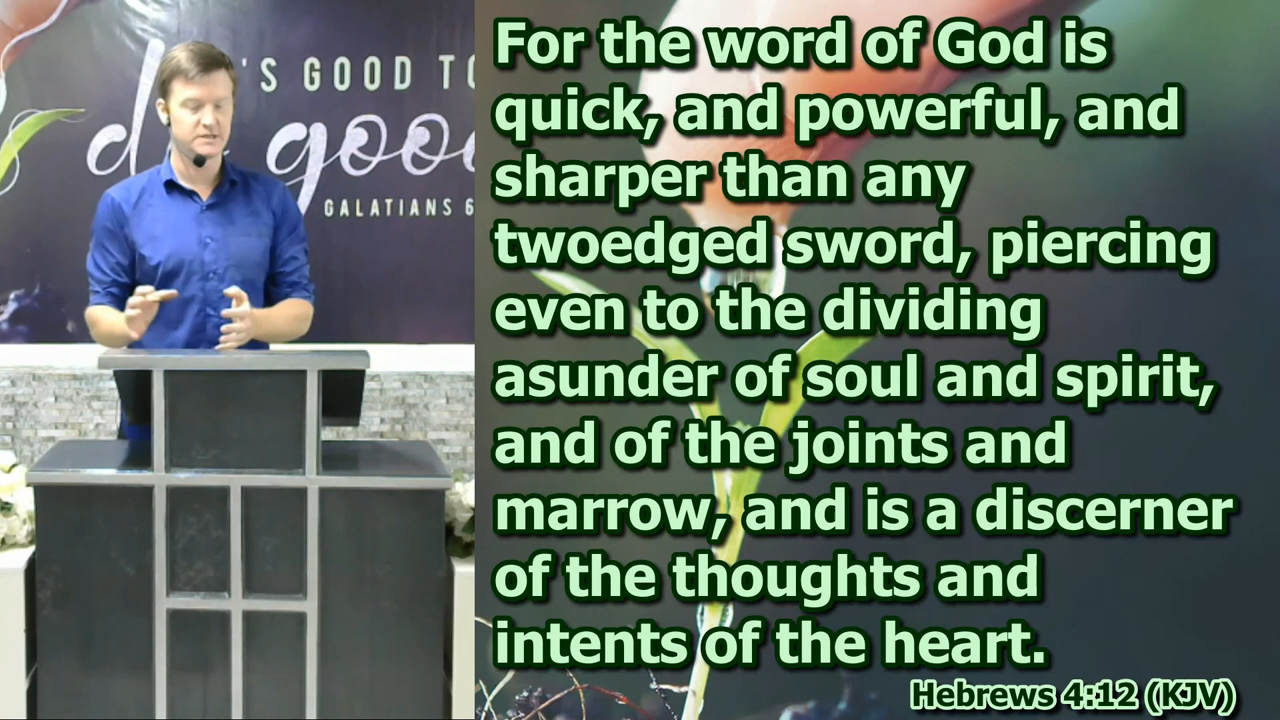 'S GOOD TO
do good
GALATIANS 6
For the word of God is
quick, and powerful, and
sharper than any
twoedged sword, piercing
even to the dividing
asunder of soul and spirit,
and of the joints and
marrow, and is a discerner
of the thoughts and
intents of the heart.
Hebrews 4:12 (KJV)